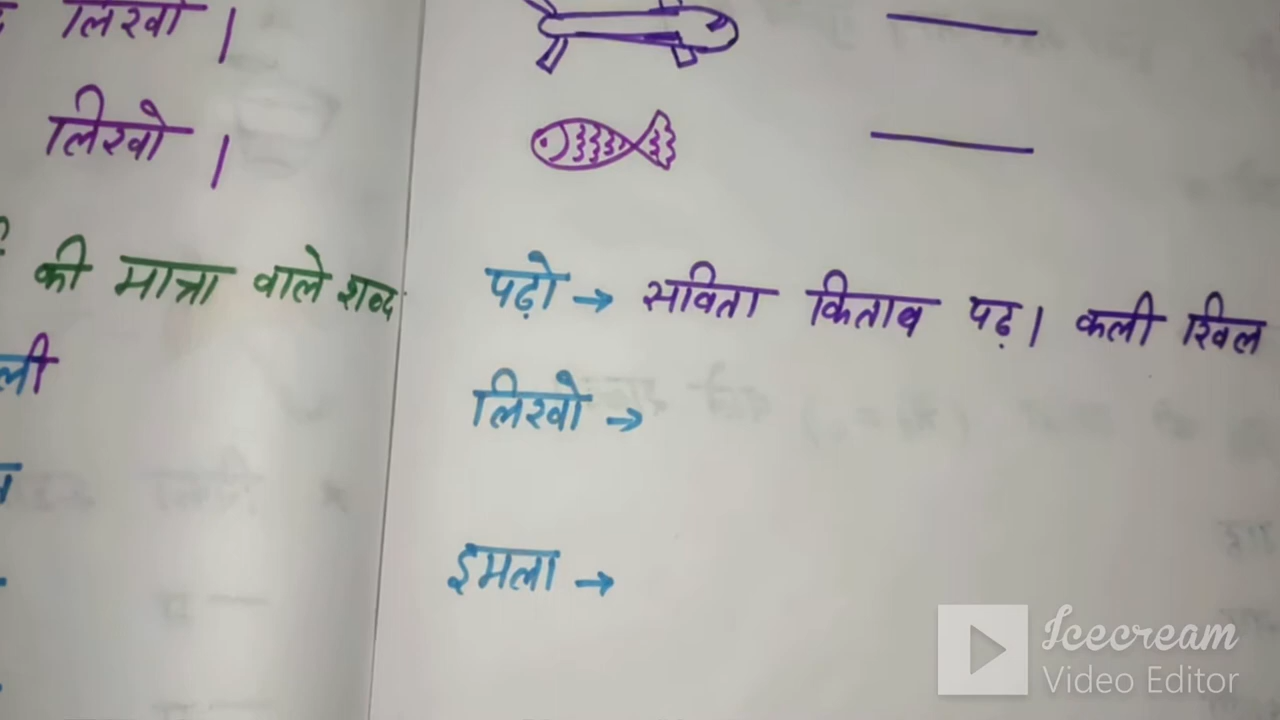 लिखो |
लिखो |
की मात्रा वाले शब्द
ली
पढ़ो → सविता किताब पढ़। कली खिल
लिखो →
इमला →
Icecream
Video Editor